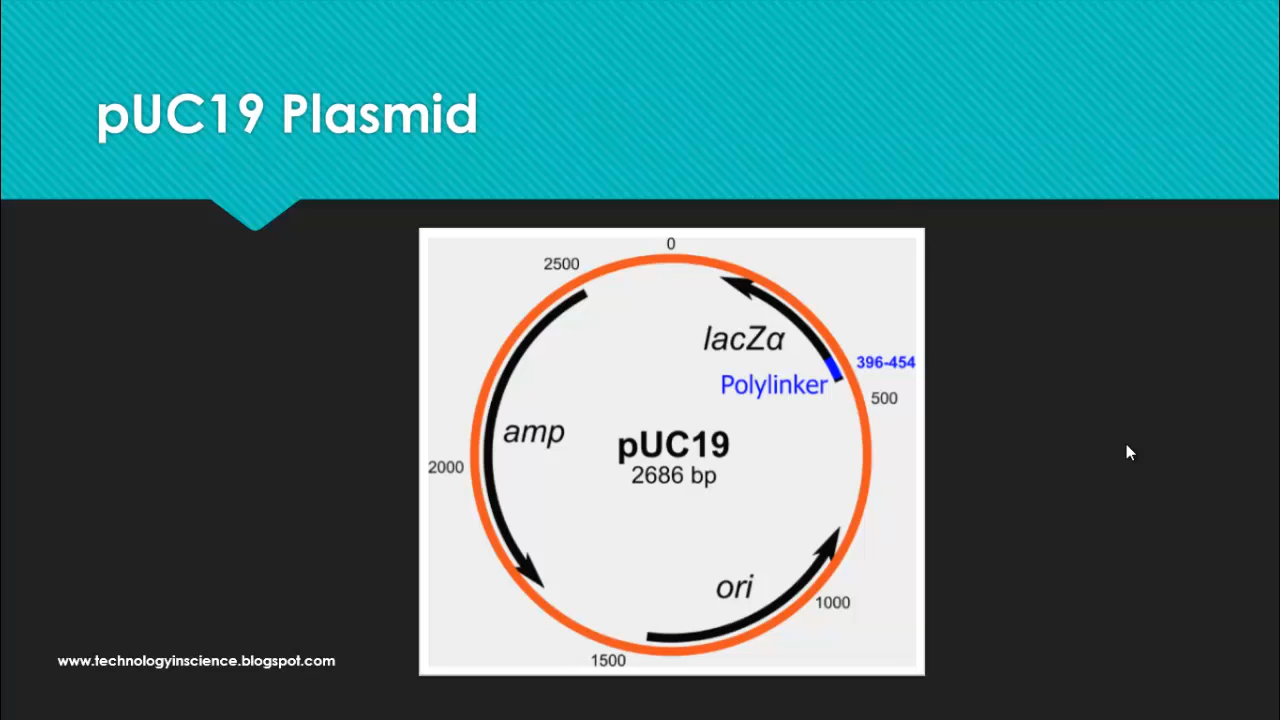 pUC19 Plasmid
0
2500
lacZα
396-454
Polylinker
500
amp
pUC19
2000
2686 bp
ori
1000
1500
www.technologyinscience.blogspot.com